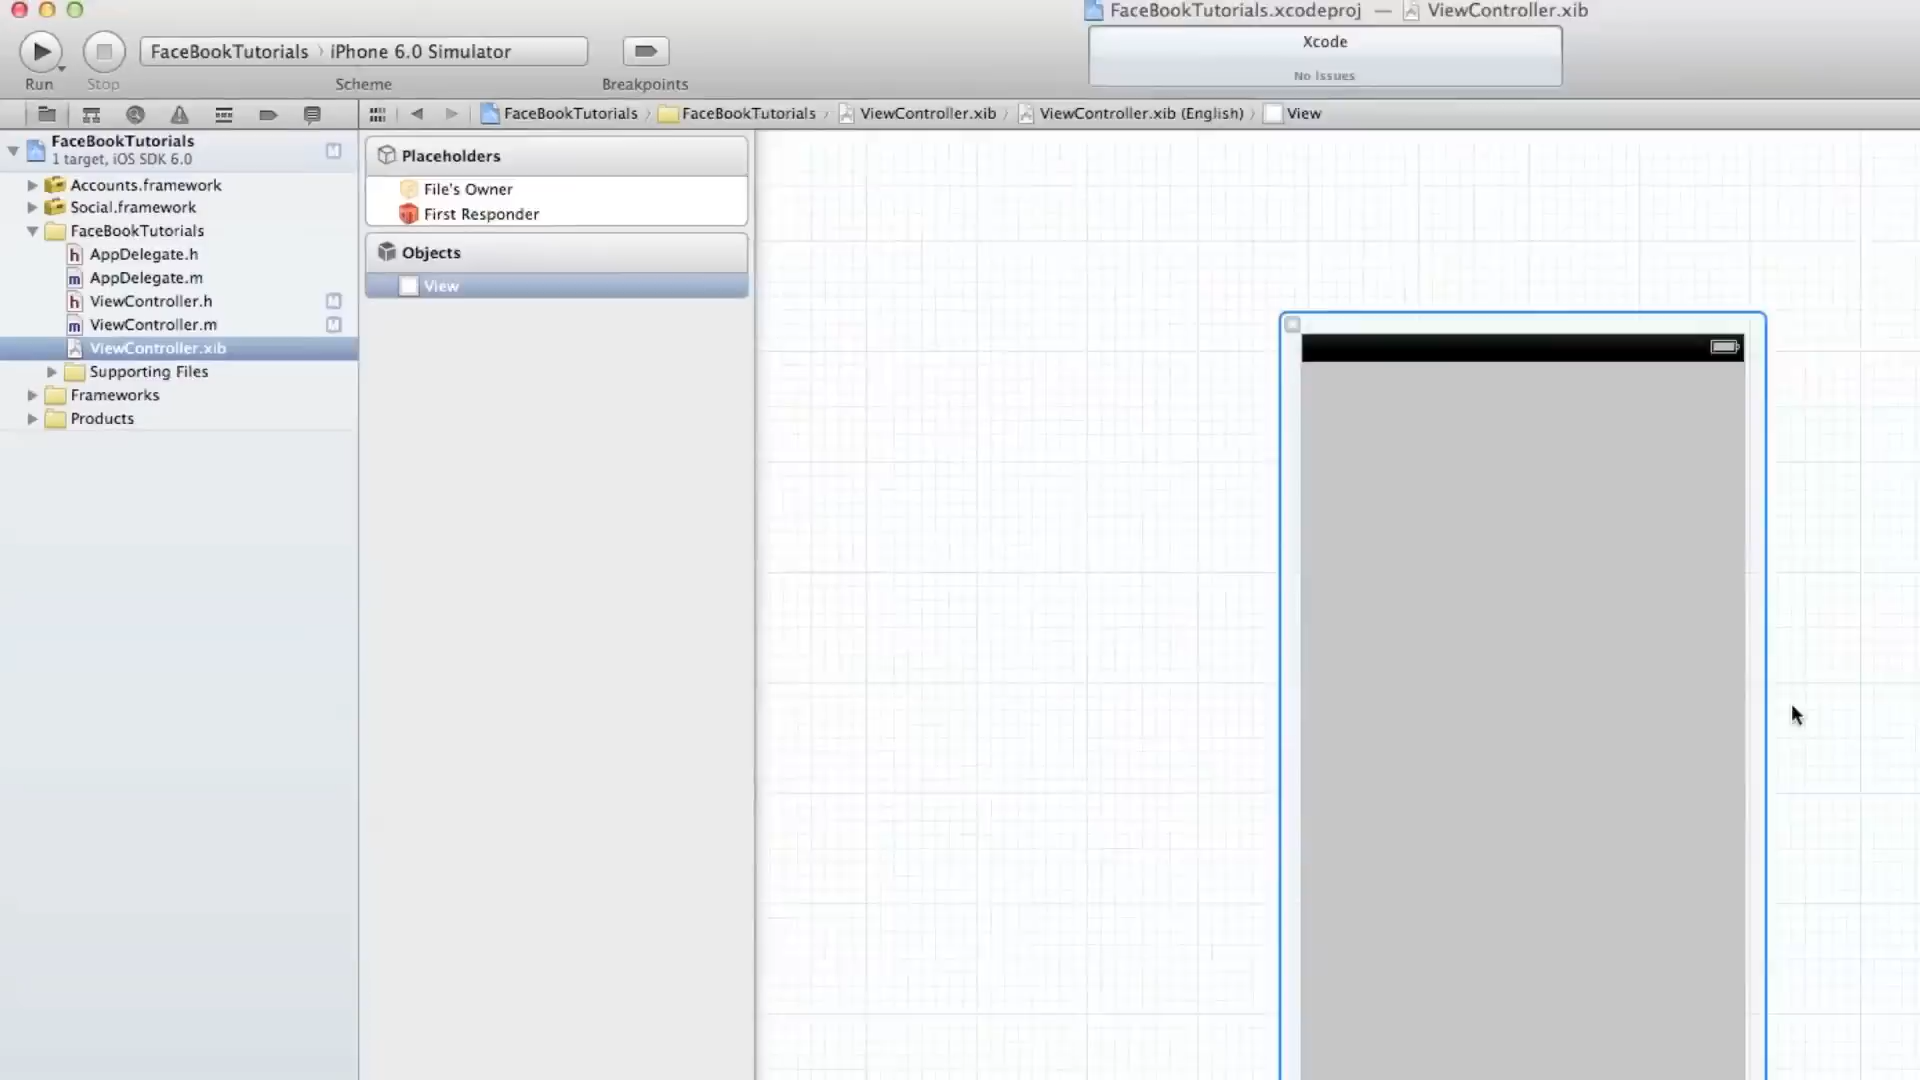 FaceBookTutorials.xcodeproj — ViewController.xib
FaceBookTutorials › iPhone 6.0 Simulator
Xcode
No Issues
Run
Stop
Scheme
Breakpoints
FaceBookTutorials › FaceBookTutorials › ViewController.xib › ViewController.xib (English) › View
FaceBookTutorials
1 target, iOS SDK 6.0
M
Accounts.framework
Social.framework
FaceBookTutorials
h AppDelegate.h
m AppDelegate.m
h ViewController.h M
m ViewController.m M
ViewController.xib
Supporting Files
Frameworks
Products
Placeholders
File's Owner
First Responder
Objects
View